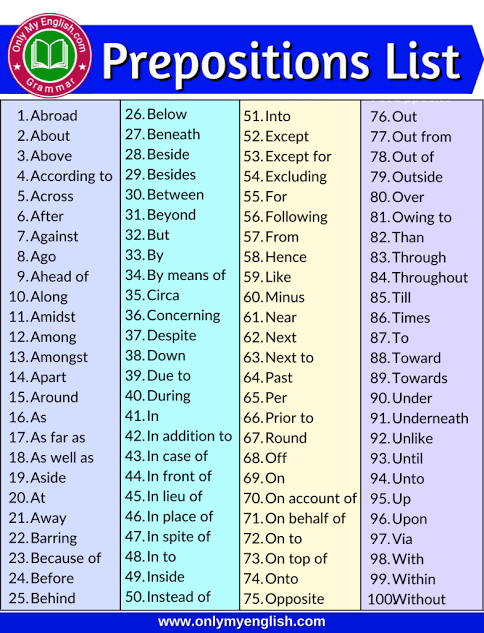 Only My English.com
Grammar
Prepositions List
1. Abroad
2. About
3. Above
4. According to
5. Across
6. After
7. Against
8. Ago
9. Ahead of
10. Along
11. Amidst
12. Among
13. Amongst
14. Apart
15. Around
16. As
17. As far as
18. As well as
19. Aside
20. At
21. Away
22. Barring
23. Because of
24. Before
25. Behind
26. Below
27. Beneath
28. Beside
29. Besides
30. Between
31. Beyond
32. But
33. By
34. By means of
35. Circa
36. Concerning
37. Despite
38. Down
39. Due to
40. During
41. In
42. In addition to
43. In case of
44. In front of
45. In lieu of
46. In place of
47. In spite of
48. In to
49. Inside
50. Instead of
51. Into
52. Except
53. Except for
54. Excluding
55. For
56. Following
57. From
58. Hence
59. Like
60. Minus
61. Near
62. Next
63. Next to
64. Past
65. Per
66. Prior to
67. Round
68. Off
69. On
70. On account of
71. On behalf of
72. On to
73. On top of
74. Onto
75. Opposite
76. Out
77. Out from
78. Out of
79. Outside
80. Over
81. Owing to
82. Than
83. Through
84. Throughout
85. Till
86. Times
87. To
88. Toward
89. Towards
90. Under
91. Underneath
92. Unlike
93. Until
94. Unto
95. Up
96. Upon
97. Via
98. With
99. Within
100Without
www.onlymyenglish.com